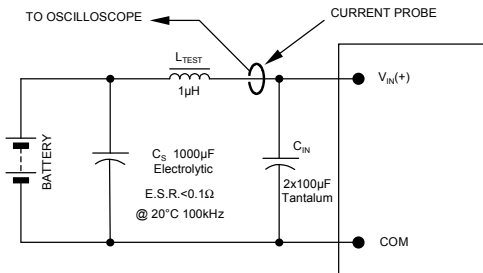 TO OSCILLOSCOPE
CURRENT PROBE
LTEST
1µH
VIN(+)
BATTERY
CS 1000µF
Electrolytic
E.S.R.<0.1Ω
@ 20°C 100kHz
CIN
2x100µF
Tantalum
COM